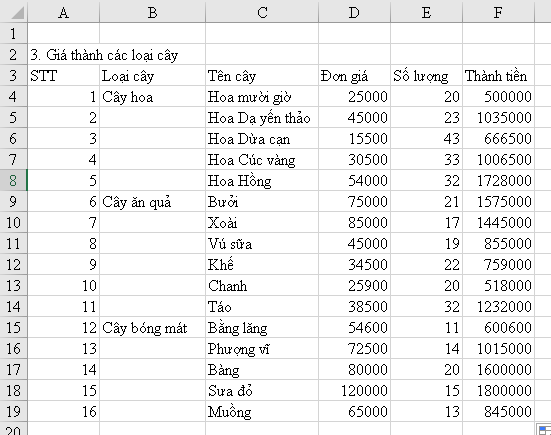 A B C D E F
1
2 3. Giá thành các loại cây
3 STT Loại cây Tên cây Đơn giá Số lượng Thành tiền
4 1 Cây hoa Hoa mười giờ 25000 20 500000
5 2 Hoa Dạ yến thảo 45000 23 1035000
6 3 Hoa Dừa cạn 15500 43 666500
7 4 Hoa Cúc vàng 30500 33 1006500
8 5 Hoa Hồng 54000 32 1728000
9 6 Cây ăn quả Bưởi 75000 21 1575000
10 7 Xoài 85000 17 1445000
11 8 Vú sữa 45000 19 855000
12 9 Khế 34500 22 759000
13 10 Chanh 25900 20 518000
14 11 Táo 38500 32 1232000
15 12 Cây bóng mát Bằng lăng 54600 11 600600
16 13 Phượng vĩ 72500 14 1015000
17 14 Bàng 80000 20 1600000
18 15 Sưa đỏ 120000 15 1800000
19 16 Muồng 65000 13 845000
20